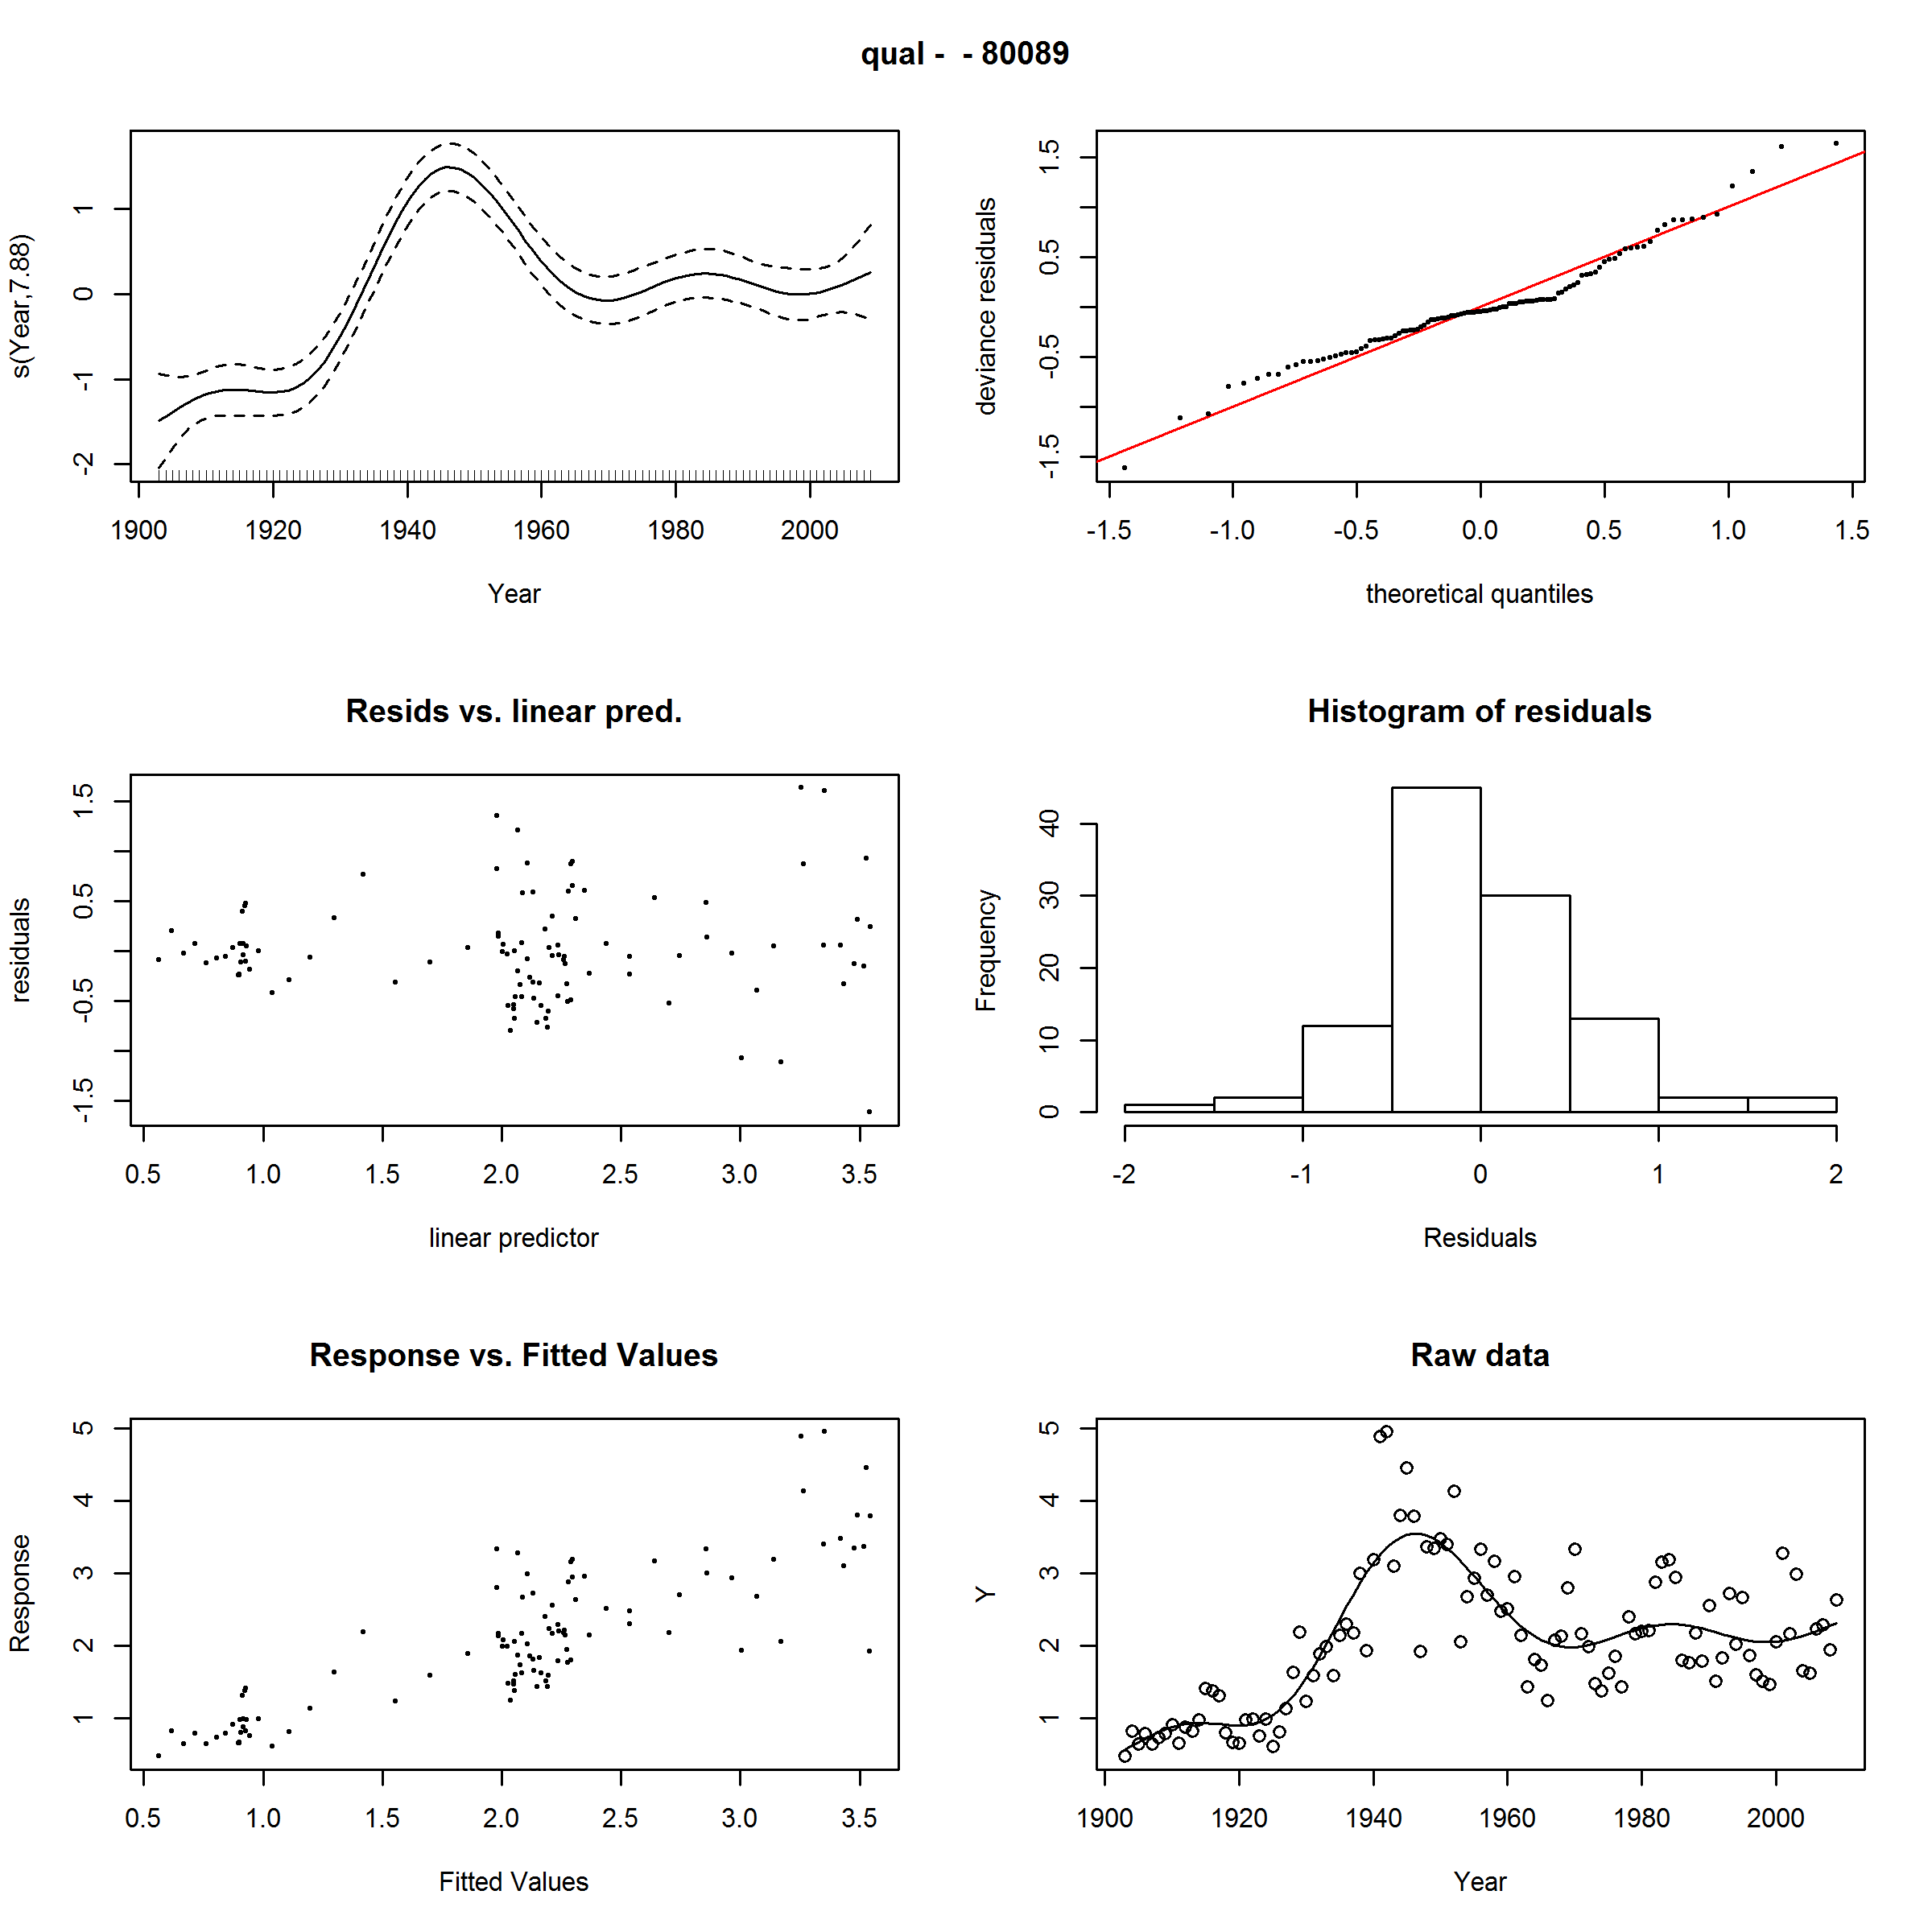 qual -  - 80089
s(Year,7.88)
1
0
-1
-2
1900 1920 1940 1960 1980 2000
Year
deviance residuals
1.5
0.5
-0.5
-1.5
-1.5 -1.0 -0.5 0.0 0.5 1.0 1.5
theoretical quantiles
Resids vs. linear pred.
residuals
1.5
0.5
-0.5
-1.5
0.5 1.0 1.5 2.0 2.5 3.0 3.5
linear predictor
Histogram of residuals
Frequency
40
30
20
10
0
-2 -1 0 1 2
Residuals
Response vs. Fitted Values
Response
5
4
3
2
1
0.5 1.0 1.5 2.0 2.5 3.0 3.5
Fitted Values
Raw data
Y
5
4
3
2
1
1900 1920 1940 1960 1980 2000
Year